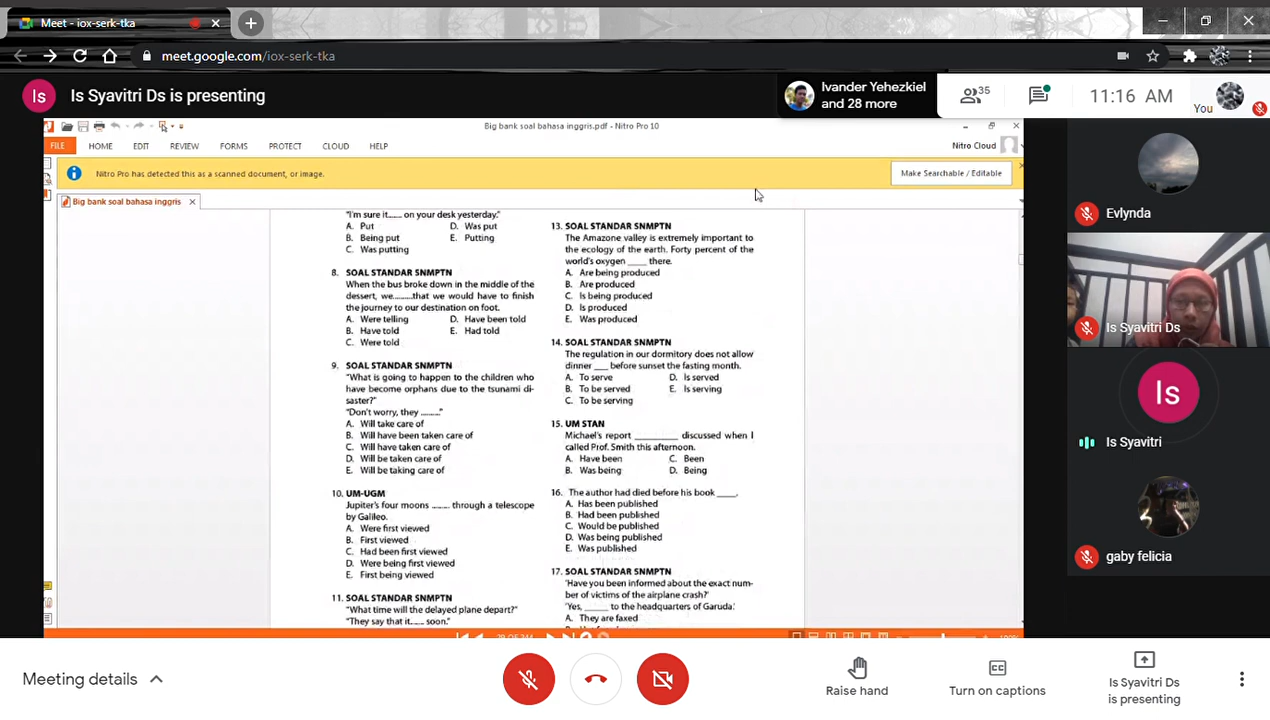 Meet - iox-serk-tka
meet.google.com/iox-serk-tka
Is
Is Syavitri Ds is presenting
Ivander Yehezkiel
and 28 more
35
11:16 AM
You
Big bank soal bahasa inggris.pdf - Nitro Pro 10
FILE HOME EDIT REVIEW FORMS PROTECT CLOUD HELP
Nitro Cloud
Nitro Pro has detected this as a scanned document, or image.
Make Searchable / Editable
Big bank soal bahasa inggris
"I'm sure it....... on your desk yesterday."
A. Put D. Was put
B. Being put E. Putting
C. Was putting
8. SOAL STANDAR SNMPTN
When the bus broke down in the middle of the
dessert, we.........that we would have to finish
the journey to our destination on foot.
A. Were telling D. Have been told
B. Have told E. Had told
C. Were told
9. SOAL STANDAR SNMPTN
"What is going to happen to the children who
have become orphans due to the tsunami di-
saster?"
"Don't worry, they ........."
A. Will take care of
B. Will have been taken care of
C. Will have taken care of
D. Will be taken care of
E. Will be taking care of
10. UM-UGM
Jupiter's four moons ......... through a telescope
by Galileo.
A. Were first viewed
B. First viewed
C. Had been first viewed
D. Were being first viewed
E. First being viewed
11. SOAL STANDAR SNMPTN
"What time will the delayed plane depart?"
"They say that it....... soon."
13. SOAL STANDAR SNMPTN
The Amazone valley is extremely important to
the ecology of the earth. Forty percent of the
world's oxygen ____ there.
A. Are being produced
B. Are produced
C. Is being produced
D. Is produced
E. Was produced
14. SOAL STANDAR SNMPTN
The regulation in our dormitory does not allow
dinner ___ before sunset the fasting month.
A. To serve D. Is served
B. To be served E. Is serving
C. To be serving
15. UM STAN
Michael's report _________ discussed when I
called Prof. Smith this afternoon.
A. Have been C. Been
B. Was being D. Being
16. The author had died before his book ____.
A. Has been published
B. Had been published
C. Would be published
D. Was being published
E. Was published
17. SOAL STANDAR SNMPTN
'Have you been informed about the exact num-
ber of victims of the airplane crash?'
'Yes, _____ to the headquarters of Garuda.'
A. They are faxed
Evlynda
Is Syavitri Ds
Is
Is Syavitri
gaby felicia
Meeting details
Raise hand
Turn on captions
Is Syavitri Ds
is presenting